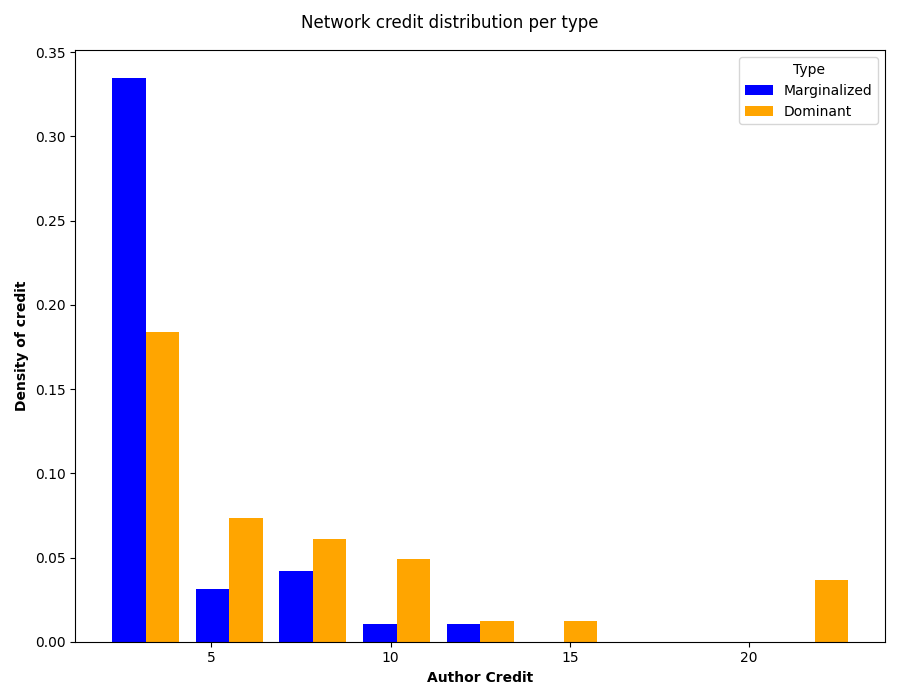 Network credit distribution per type
Type
Marginalized
Dominant
0.35
0.30
0.25
0.20
0.15
0.10
0.05
0.00
Density of credit
5
10
15
20
Author Credit